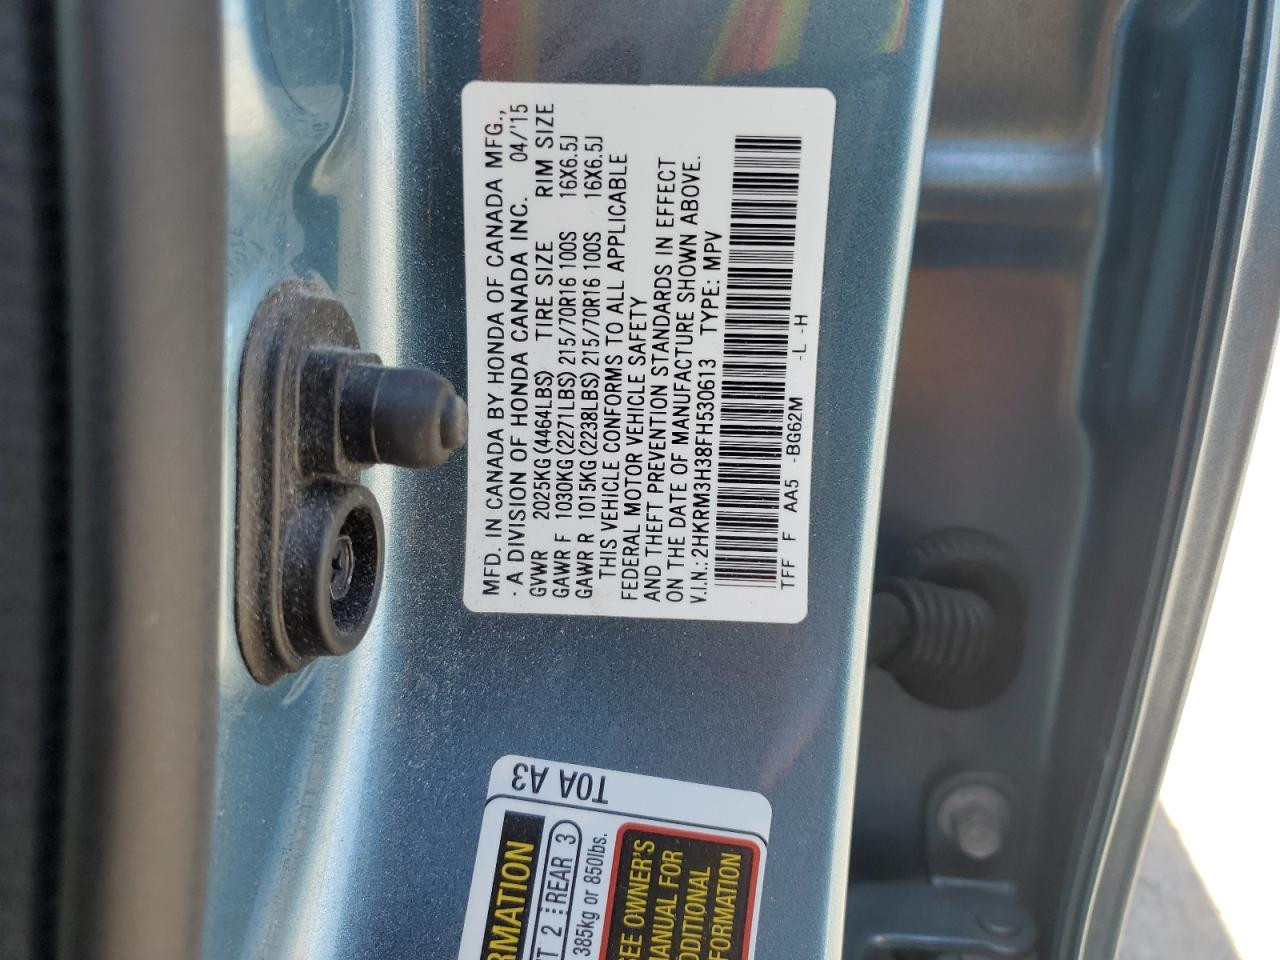 MFD. IN CANADA BY HONDA OF CANADA MFG.,
· A DIVISION OF HONDA CANADA INC. 04/'15
GVWR 2025KG(4464LBS) TIRE SIZE RIM SIZE
GAWR F 1030KG(2271LBS) 215/70R16 100S 16X6.5J
GAWR R 1015KG(2238LBS) 215/70R16 100S 16X6.5J
THIS VEHICLE CONFORMS TO ALL APPLICABLE
FEDERAL MOTOR VEHICLE SAFETY
AND THEFT PREVENTION STANDARDS IN EFFECT
ON THE DATE OF MANUFACTURE SHOWN ABOVE.
V.I.N.: 2HKRM3H38FH530613 TYPE: MPV
TFF F AA5 -BG62M -L -H
T0A A3
RMATION
2 REAR 3
385kg or 850lbs.
SEE OWNER'S
MANUAL FOR
ADDITIONAL
FORMATION